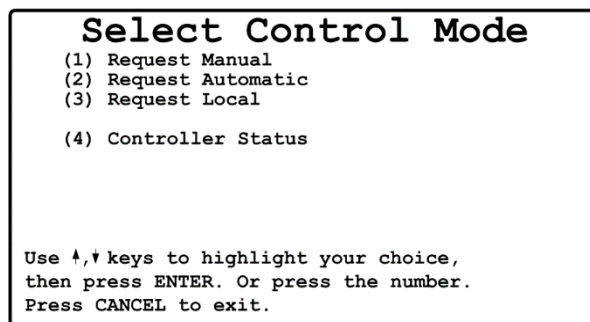 Select Control Mode
(1) Request Manual
(2) Request Automatic
(3) Request Local
(4) Controller Status
Use ↑,↓ keys to highlight your choice,
then press ENTER. Or press the number.
Press CANCEL to exit.